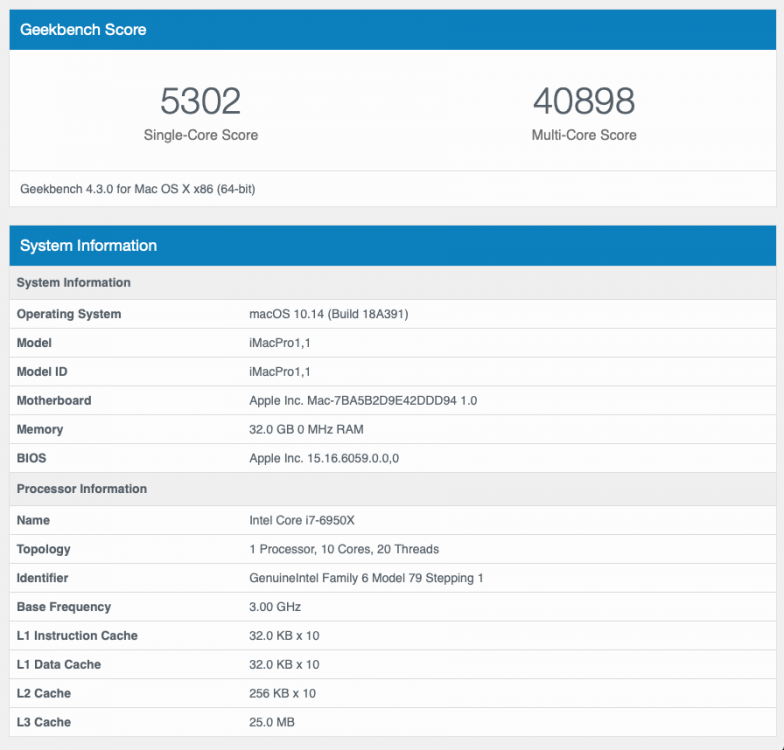 Geekbench Score
5302 40898
Single-Core Score Multi-Core Score
Geekbench 4.3.0 for Mac OS X x86 (64-bit)
System Information
System Information
Operating System macOS 10.14 (Build 18A391)
Model iMacPro1,1
Model ID iMacPro1,1
Motherboard Apple Inc. Mac-7BA5B2D9E42DDD94 1.0
Memory 32.0 GB 0 MHz RAM
BIOS Apple Inc. 15.16.6059.0.0,0
Processor Information
Name Intel Core i7-6950X
Topology 1 Processor, 10 Cores, 20 Threads
Identifier GenuineIntel Family 6 Model 79 Stepping 1
Base Frequency 3.00 GHz
L1 Instruction Cache 32.0 KB x 10
L1 Data Cache 32.0 KB x 10
L2 Cache 256 KB x 10
L3 Cache 25.0 MB